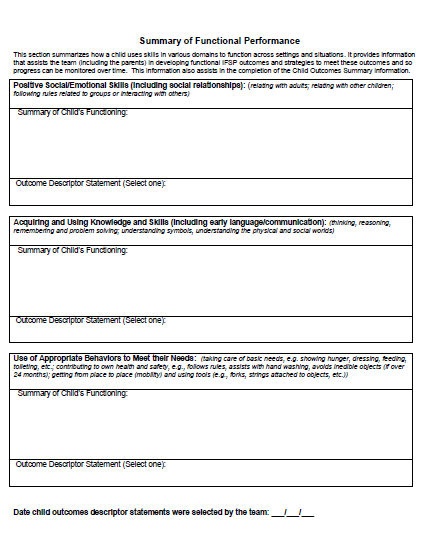 Summary of Functional Performance
This section summarizes how a child uses skills in various domains to function across settings and situations. It provides information
that assists the team (including the parents) in developing functional IFSP outcomes and strategies to meet these outcomes and so
progress can be monitored over time. This information also assists in the completion of the Child Outcomes Summary information.
Positive Social/Emotional Skills (including social relationships): (relating with adults; relating with other children;
following rules related to groups or interacting with others)
Summary of Child's Functioning:
Outcome Descriptor Statement (Select one):
Acquiring and Using Knowledge and Skills (including early language/communication): (thinking, reasoning,
remembering and problem solving; understanding symbols, understanding the physical and social worlds)
Summary of Child's Functioning:
Outcome Descriptor Statement (Select one):
Use of Appropriate Behaviors to Meet their Needs: (taking care of basic needs, e.g. showing hunger, dressing, feeding,
toileting, etc.; contributing to own health and safety, e.g., follows rules, assists with hand washing, avoids inedible objects (if over
24 months); getting from place to place (mobility) and using tools (e.g., forks, strings attached to objects, etc.))
Summary of Child's Functioning:
Outcome Descriptor Statement (Select one):
Date child outcomes descriptor statements were selected by the team: ___/___/___